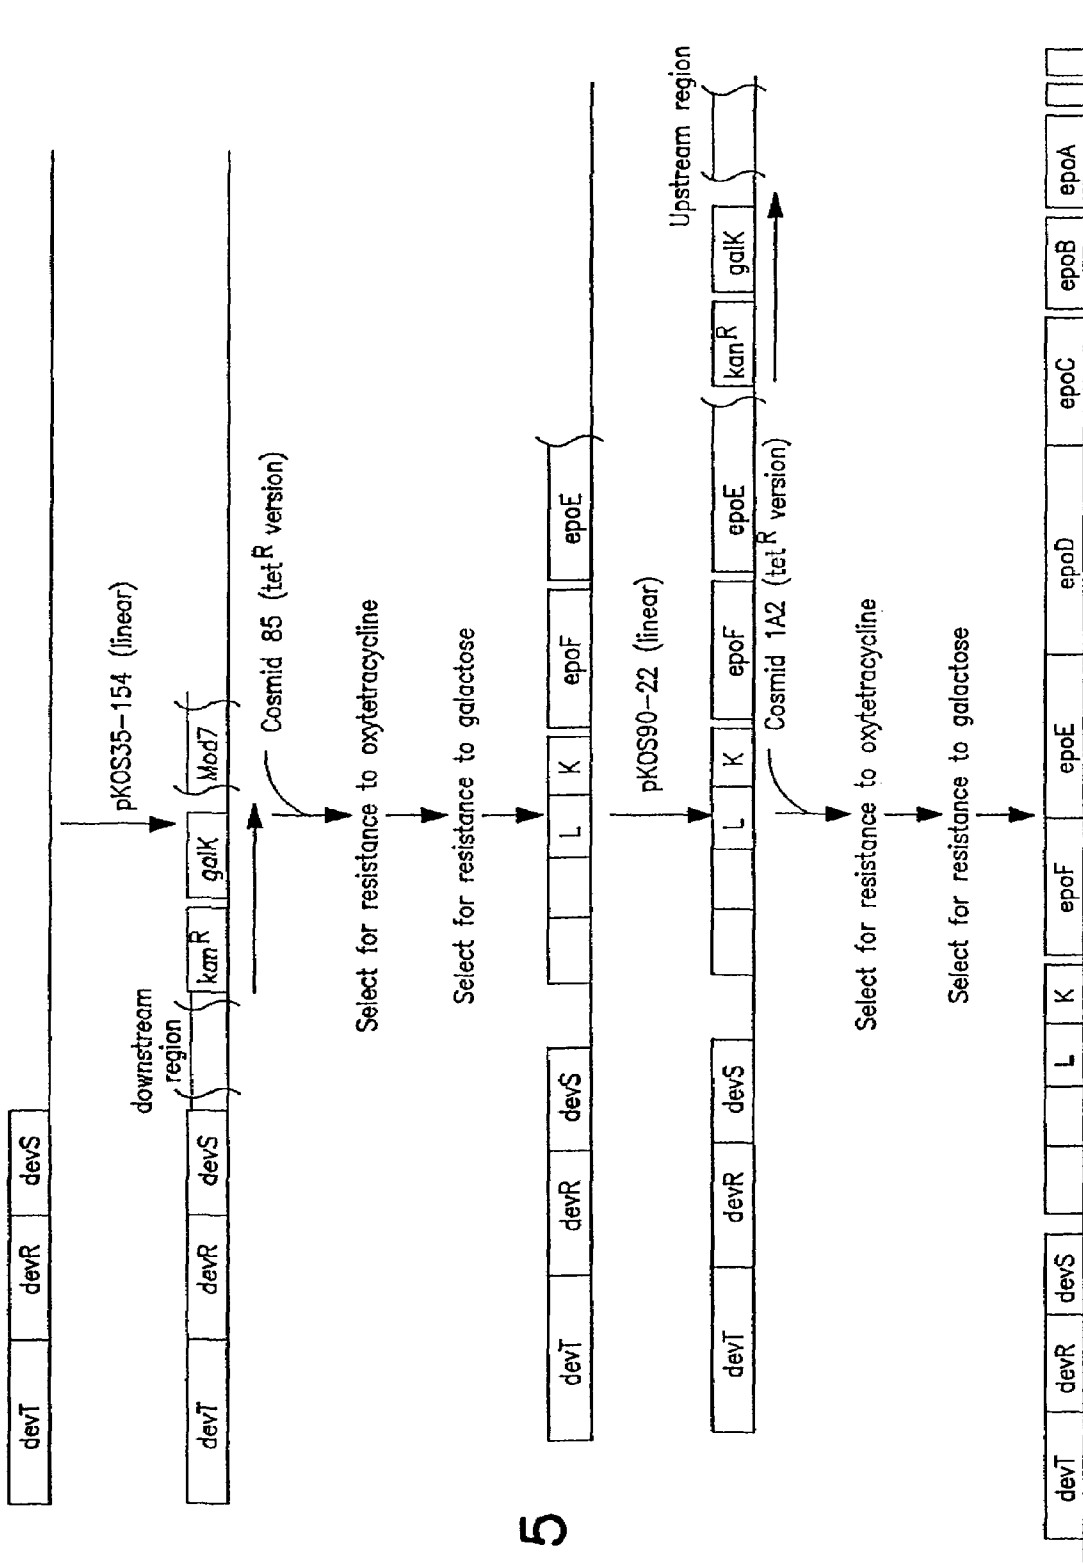 devT devR devS
pKOS35-154 (linear)
downstream
region
devT devR devS kanR galK Mod7
Cosmid 85 (tetR version)
Select for resistance to oxytetracycline
Select for resistance to galactose
devT devR devS L K epoF epoE
pKOS90-22 (linear)
Upstream region
devT devR devS L K epoF epoE kanR galK
Cosmid 1A2 (tetR version)
Select for resistance to oxytetracycline
Select for resistance to galactose
devT devR devS L K epoF epoE epoD epoC epoB epoA
5